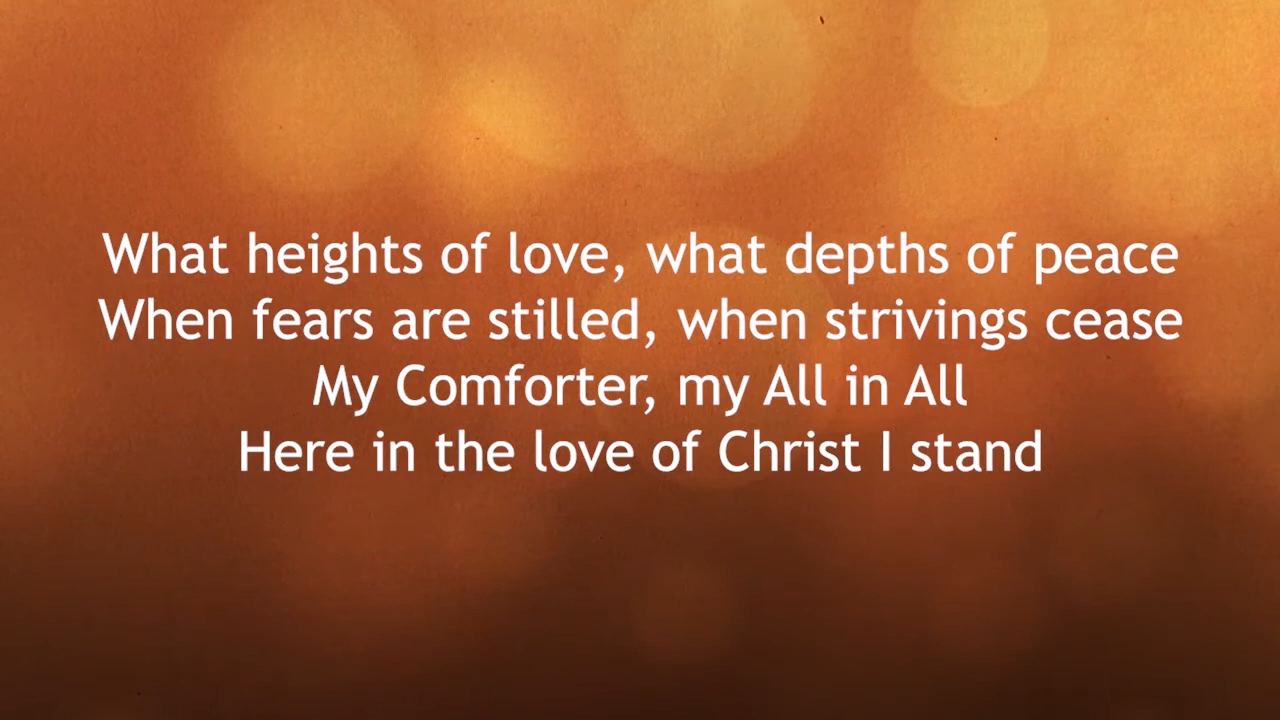 What heights of love, what depths of peace
When fears are stilled, when strivings cease
My Comforter, my All in All
Here in the love of Christ I stand